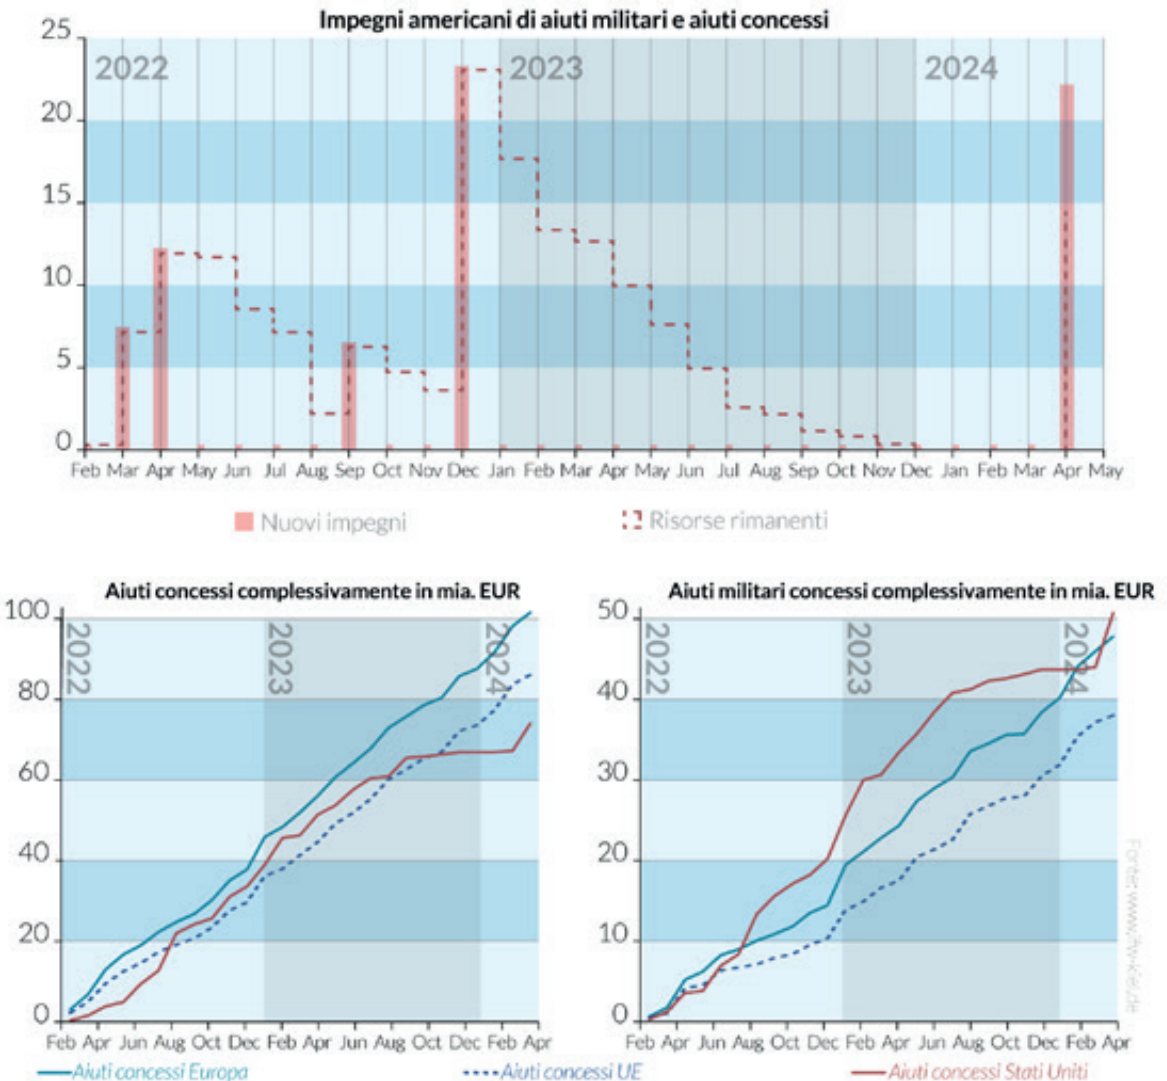 Impegni americani di aiuti militari e aiuti concessi
25
20
15
10
5
0
2022 2023 2024
Feb Mar Apr May Jun Jul Aug Sep Oct Nov Dec Jan Feb Mar Apr May Jun Jul Aug Sep Oct Nov Dec Jan Feb Mar Apr May
Nuovi impegni Risorse rimanenti
Aiuti concessi complessivamente in mia. EUR
100
80
60
40
20
0
2022 2023 2024
Feb Apr Jun Aug Oct Dec Feb Apr Jun Aug Oct Dec Feb Apr
Aiuti militari concessi complessivamente in mia. EUR
50
40
30
20
10
0
2022 2023 2024
Feb Apr Jun Aug Oct Dec Feb Apr Jun Aug Oct Dec Feb Apr
Fonte: www.ifw-kiel.de
Aiuti concessi Europa Aiuti concessi UE Aiuti concessi Stati Uniti